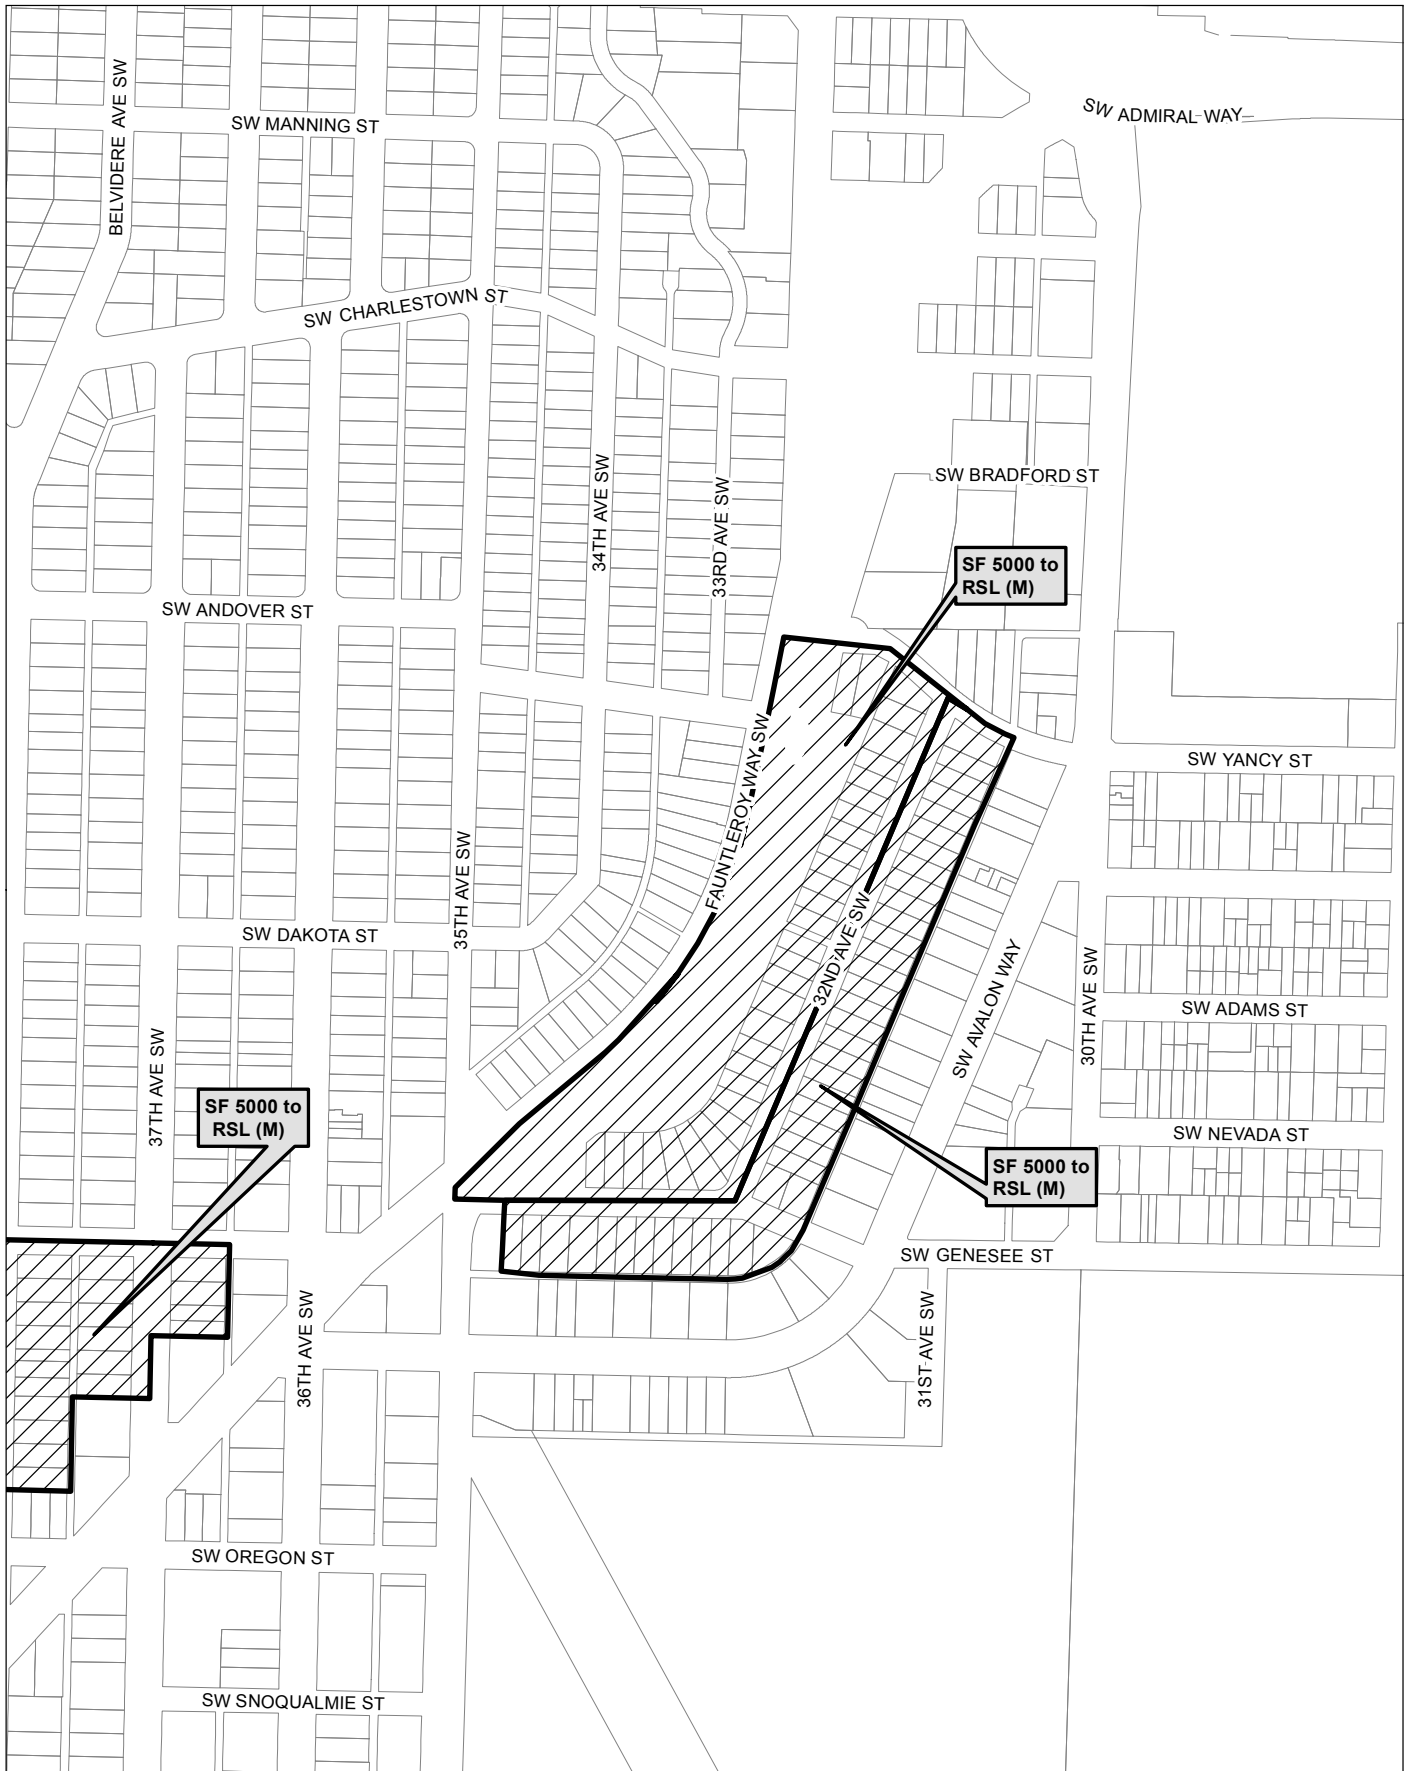 BELVIDERE AVE SW
SW MANNING ST
SW ADMIRAL WAY
SW CHARLESTOWN ST
34TH AVE SW
33RD AVE SW
SW BRADFORD ST
SF 5000 to
RSL (M)
SW ANDOVER ST
FAUNTLEROY WAY SW
SW YANCY ST
35TH AVE SW
SW DAKOTA ST
32ND AVE SW
SW AVALON WAY
30TH AVE SW
SW ADAMS ST
37TH AVE SW
SF 5000 to
RSL (M)
SW NEVADA ST
SF 5000 to
RSL (M)
SW GENESEE ST
36TH AVE SW
31ST AVE SW
SW OREGON ST
SW SNOQUALMIE ST